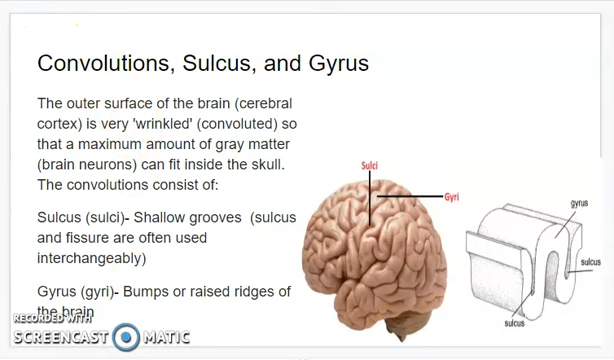 Convolutions, Sulcus, and Gyrus
The outer surface of the brain (cerebral
cortex) is very 'wrinkled' (convoluted) so
that a maximum amount of gray matter
(brain neurons) can fit inside the skull.
The convolutions consist of:
Sulcus (sulci)- Shallow grooves (sulcus
and fissure are often used
interchangeably)
Gyrus (gyri)- Bumps or raised ridges of
the brain
Sulci
Gyri
gyrus
sulcus
sulcus
RECORDED WITH
SCREENCAST MATIC